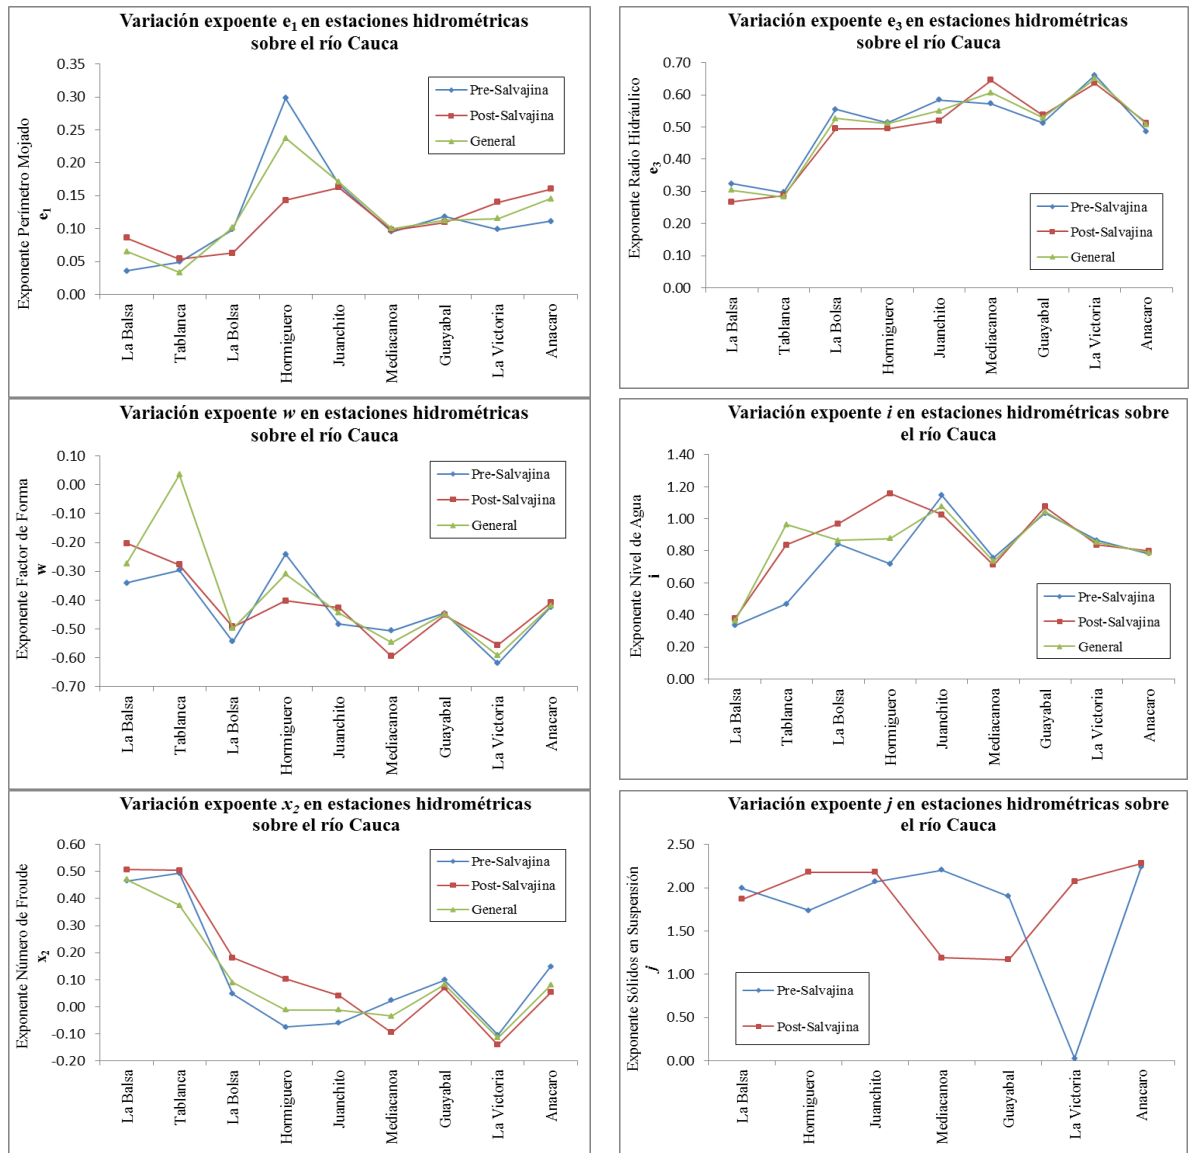 Variación expoente e1 en estaciones hidrométricas
sobre el río Cauca
Exponente Perímetro Mojado
e1
0.35
0.30
0.25
0.20
0.15
0.10
0.05
0.00
Pre-Salvajina
Post-Salvajina
General
La Balsa
Tablanca
La Bolsa
Hormiguero
Juanchito
Mediacanoa
Guayabal
La Victoria
Anacaro
Variación expoente e3 en estaciones hidrométricas
sobre el río Cauca
Exponente Radio Hidráulico
e3
0.70
0.60
0.50
0.40
0.30
0.20
0.10
0.00
Pre-Salvajina
Post-Salvajina
General
La Balsa
Tablanca
La Bolsa
Hormiguero
Juanchito
Mediacanoa
Guayabal
La Victoria
Anacaro
Variación expoente w en estaciones hidrométricas
sobre el río Cauca
Exponente Factor de Forma
w
0.10
0.00
-0.10
-0.20
-0.30
-0.40
-0.50
-0.60
-0.70
Pre-Salvajina
Post-Salvajina
General
La Balsa
Tablanca
La Bolsa
Hormiguero
Juanchito
Mediacanoa
Guayabal
La Victoria
Anacaro
Variación expoente i en estaciones hidrométricas sobre
el río Cauca
Exponente Nivel de Agua
i
1.40
1.20
1.00
0.80
0.60
0.40
0.20
0.00
Pre-Salvajina
Post-Salvajina
General
La Balsa
Tablanca
La Bolsa
Hormiguero
Juanchito
Mediacanoa
Guayabal
La Victoria
Anacaro
Variación expoente x2 en estaciones hidrométricas
sobre el río Cauca
Exponente Número de Froude
x2
0.60
0.50
0.40
0.30
0.20
0.10
0.00
-0.10
-0.20
Pre-Salvajina
Post-Salvajina
General
La Balsa
Tablanca
La Bolsa
Hormiguero
Juanchito
Mediacanoa
Guayabal
La Victoria
Anacaro
Variación expoente j en estaciones hidrométricas sobre
el río Cauca
Exponente Sólidos en Suspensión
j
2.50
2.00
1.50
1.00
0.50
0.00
Pre-Salvajina
Post-Salvajina
La Balsa
Hormiguero
Juanchito
Mediacanoa
Guayabal
La Victoria
Anacaro